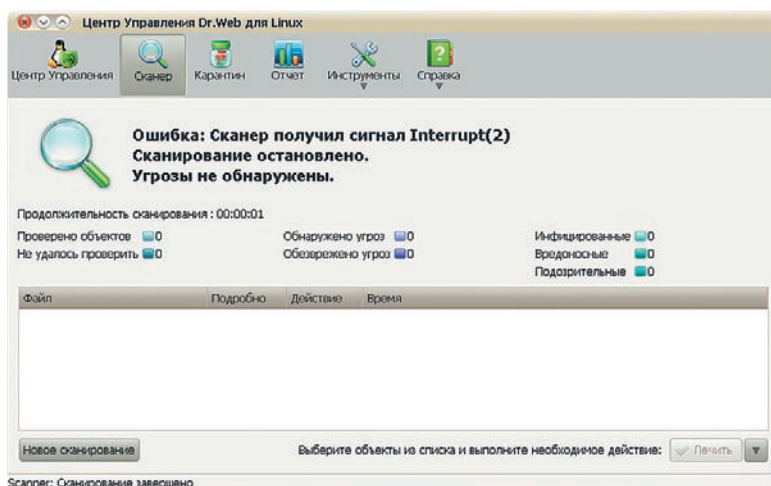 Центр Управления Dr.Web для Linux
Центр Управления Сканер Карантин Отчет Инструменты Справка
Ошибка: Сканер получил сигнал Interrupt(2)
Сканирование остановлено.
Угрозы не обнаружены.
Продолжительность сканирования : 00:00:01
Проверено объектов 0 Обнаружено угроз 0 Инфицированные 0
Не удалось проверить 0 Обезврежено угроз 0 Вредоносные 0
Подозрительные 0
Файл Подробно Действие Время
Новое сканирование Выберите объекты из списка и выполните необходимое действие: Лечить
Scanner: Сканирование завершено